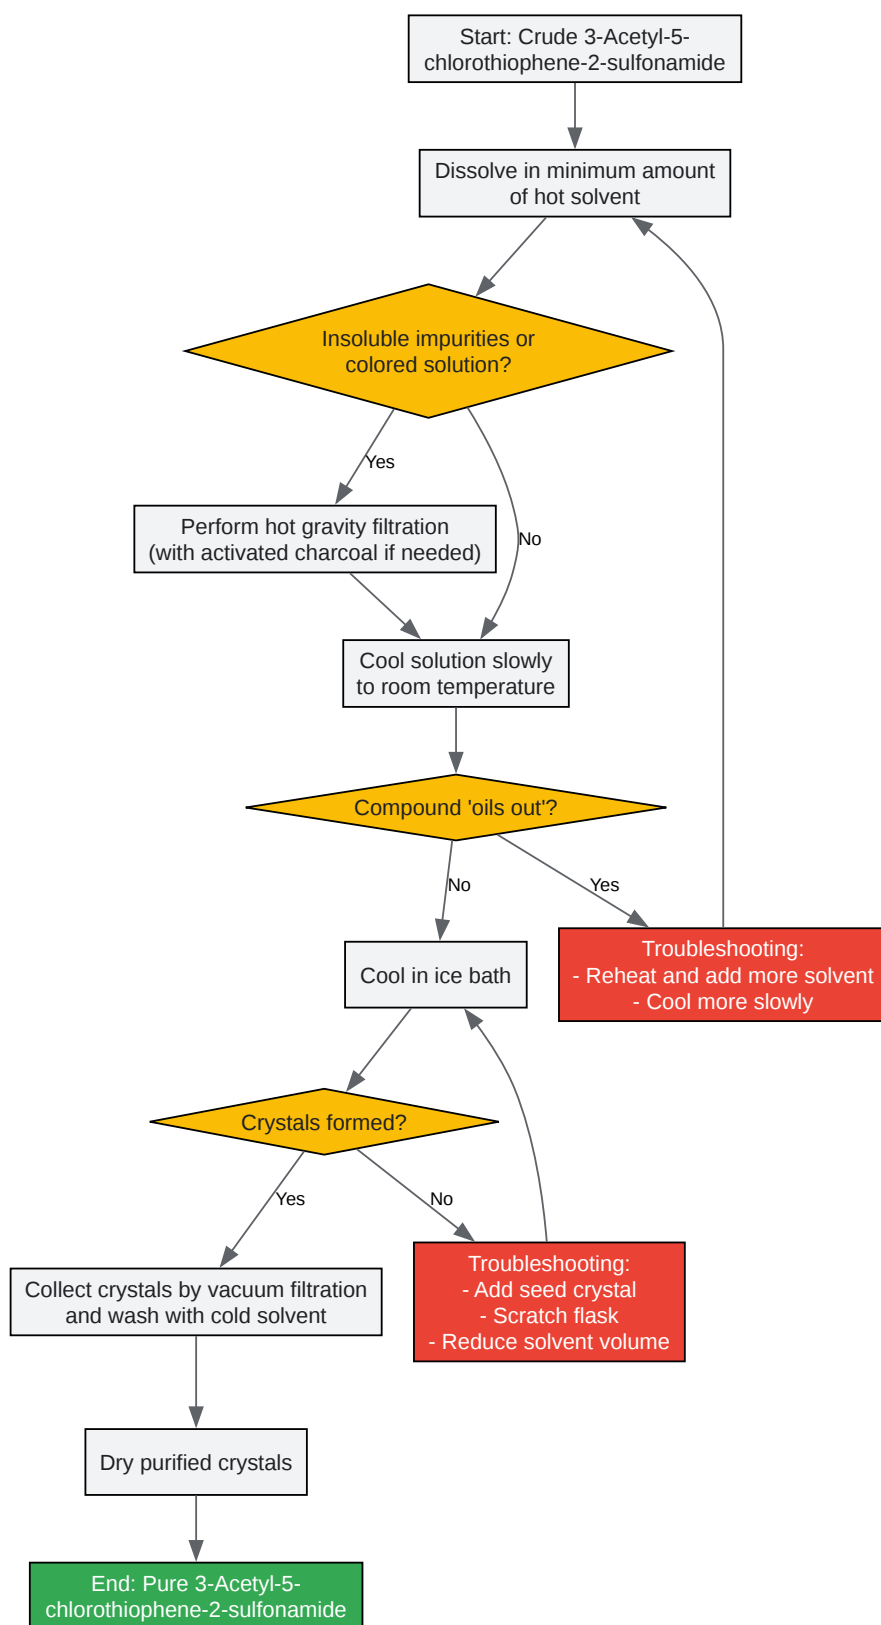 Start: Crude 3-Acetyl-5-
chlorothiophene-2-sulfonamide
Dissolve in minimum amount
of hot solvent
Insoluble impurities or
colored solution?
Yes
No
Perform hot gravity filtration
(with activated charcoal if needed)
Cool solution slowly
to room temperature
Compound 'oils out'?
No
Yes
Cool in ice bath
Troubleshooting:
- Reheat and add more solvent
- Cool more slowly
Crystals formed?
Yes
No
Collect crystals by vacuum filtration
and wash with cold solvent
Troubleshooting:
- Add seed crystal
- Scratch flask
- Reduce solvent volume
Dry purified crystals
End: Pure 3-Acetyl-5-
chlorothiophene-2-sulfonamide